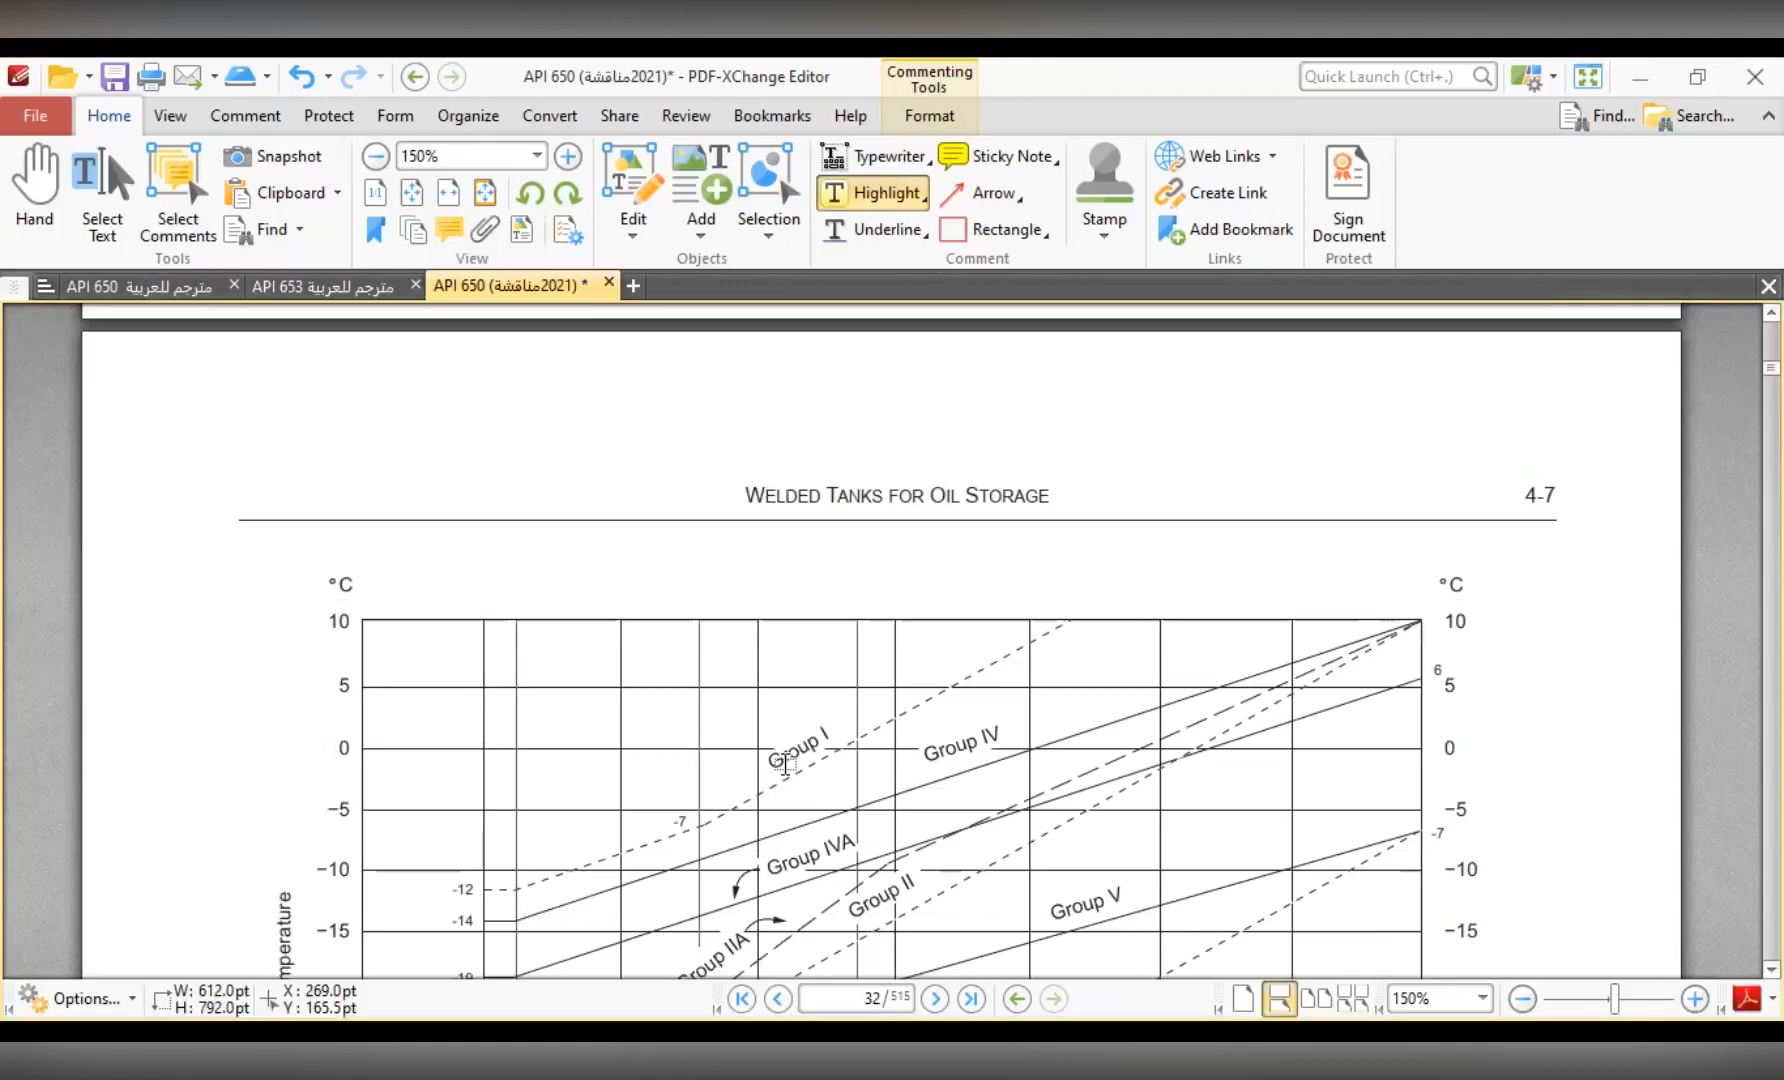 API 650 (مناقشة2021)* - PDF-XChange Editor
Commenting Tools
Quick Launch (Ctrl+.)
File Home View Comment Protect Form Organize Convert Share Review Bookmarks Help Format Find... Search...
Hand
Select Text
Select Comments
Snapshot
Clipboard
Find
Tools
150%
View
Edit
Add
Selection
Objects
Typewriter
Highlight
Underline
Sticky Note
Arrow
Rectangle
Comment
Stamp
Web Links
Create Link
Add Bookmark
Links
Sign Document
Protect
API 650 مترجم للعربية
API 653 مترجم للعربية
API 650 (مناقشة2021) *
WELDED TANKS FOR OIL STORAGE 4-7
°C °C
10 10
6
5 5
0 0
−5 −5
-7 -7
−10 −10
-12
-14
−15 −15
Group I
Group IV
Group IVA
Group II
Group V
Group IIA
mperature
Options...
W: 612.0pt
H: 792.0pt
X: 269.0pt
Y: 165.5pt
32/515
150%